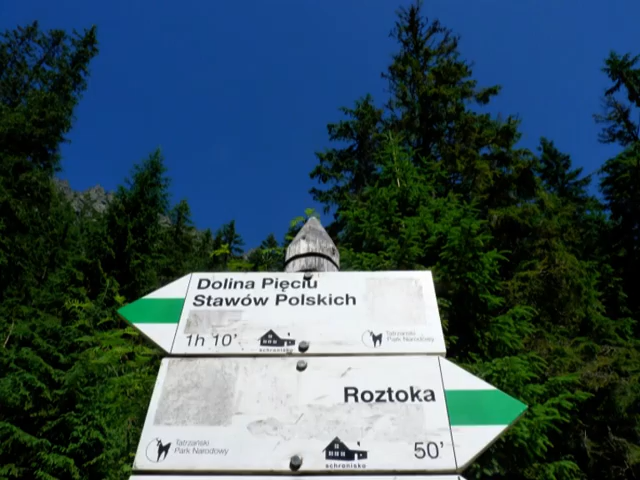 Dolina Pięciu
Stawów Polskich
1h 10'
schronisko
Tatrzański
Park Narodowy
Roztoka
Tatrzański
Park Narodowy
schronisko
50'